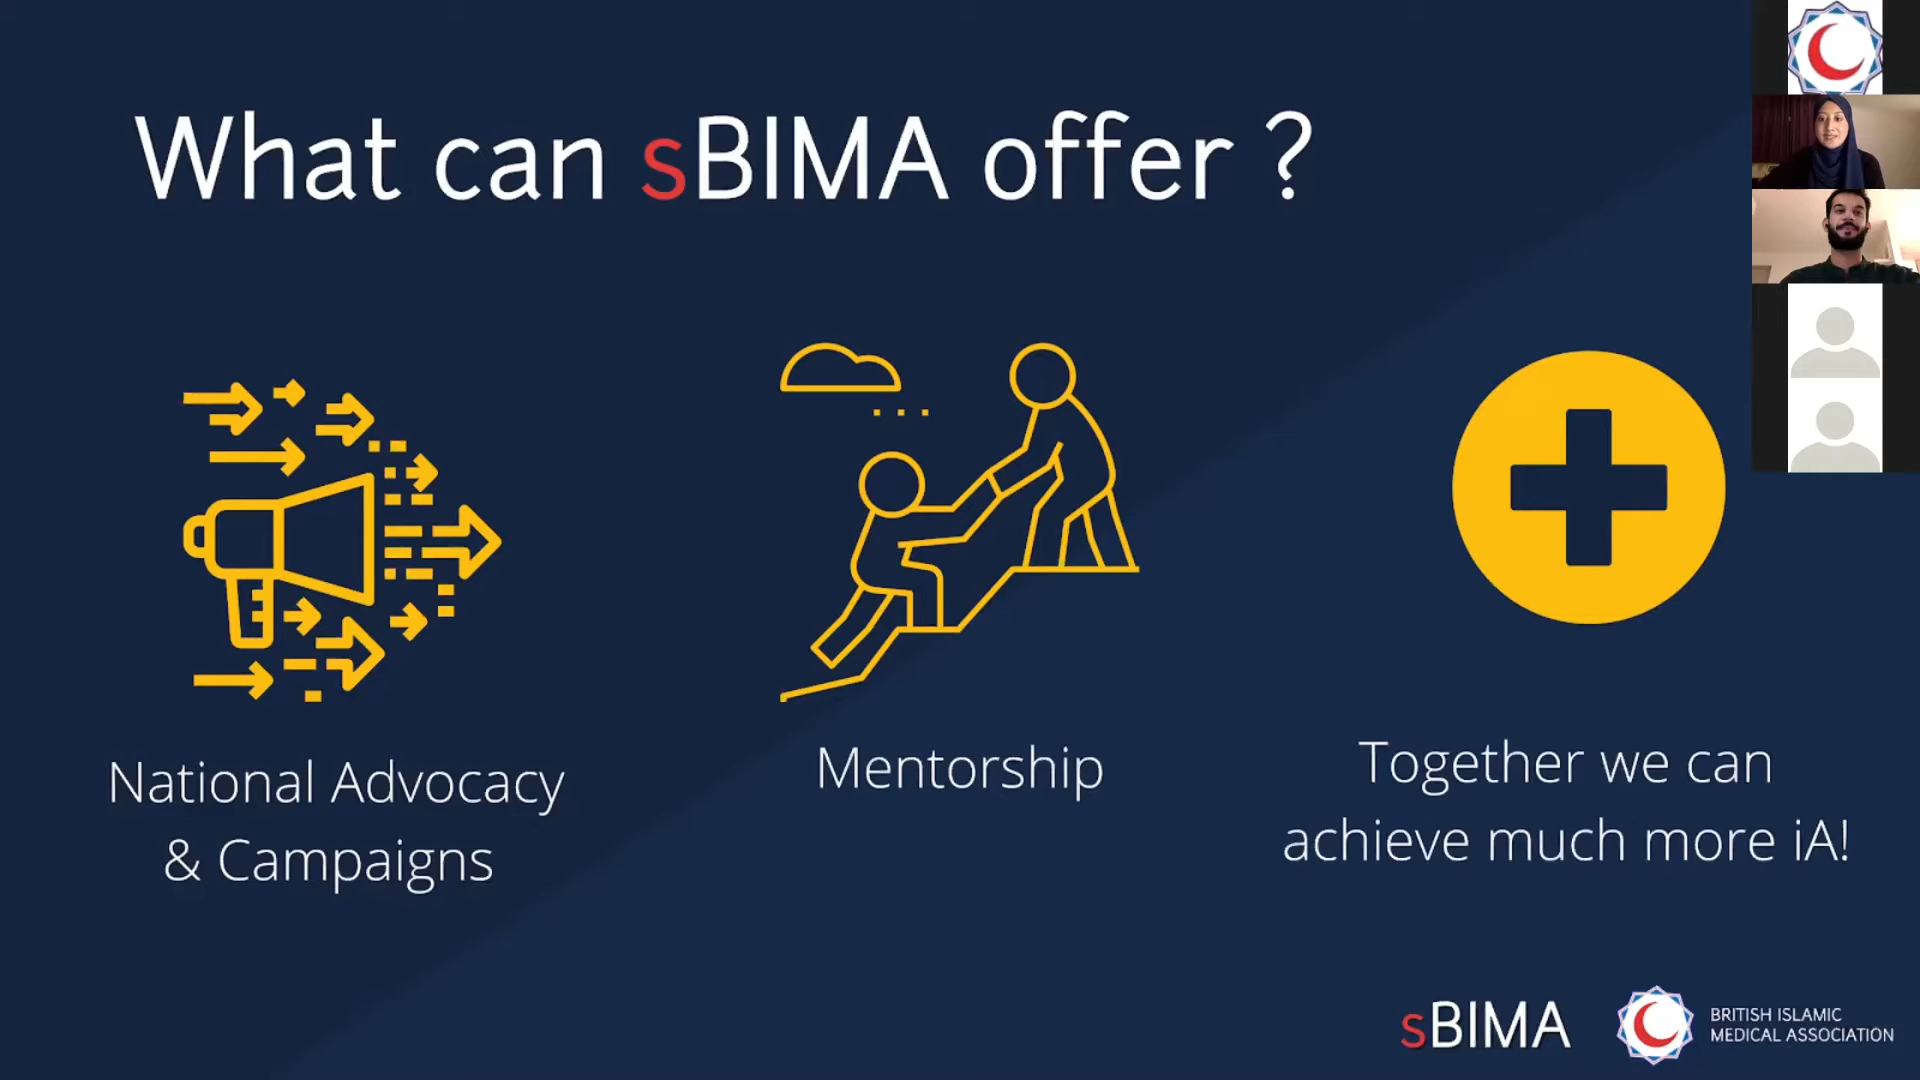 What can sBIMA offer ?
National Advocacy
& Campaigns
Mentorship
Together we can
achieve much more iA!
sBIMA
BRITISH ISLAMIC
MEDICAL ASSOCIATION